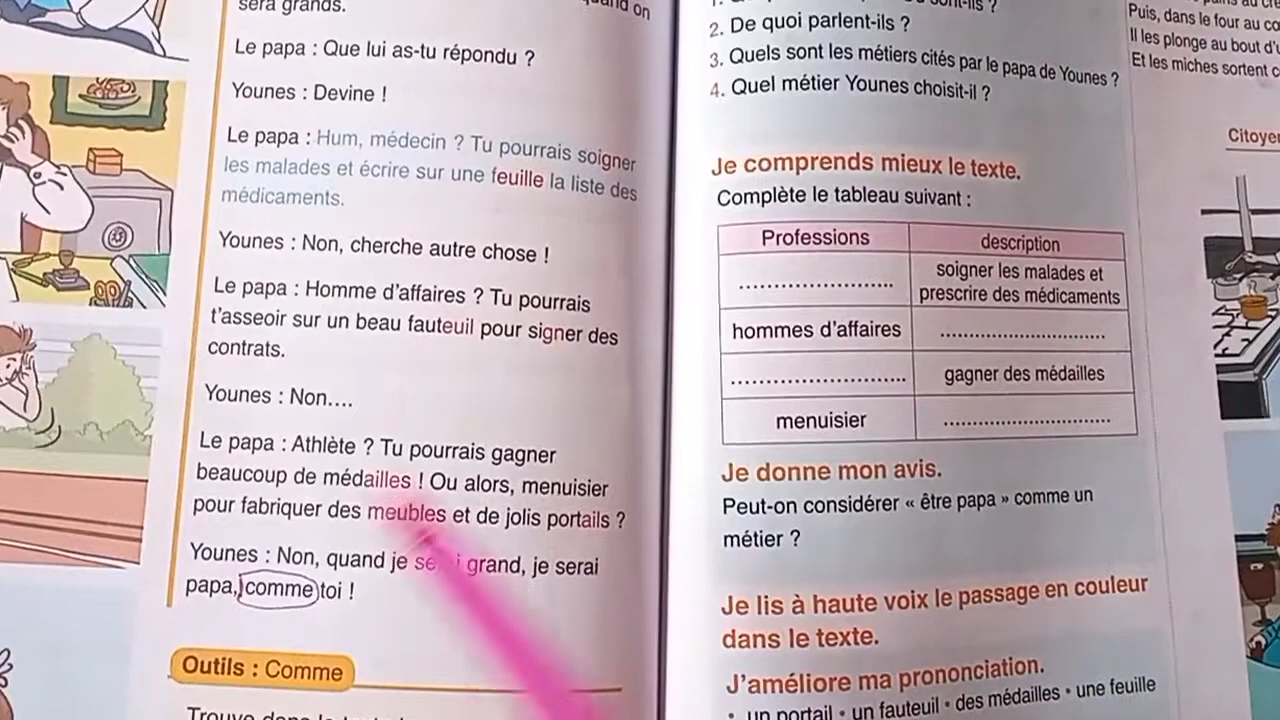 sera grands.
Le papa : Que lui as-tu répondu ?
Younes : Devine !
Le papa : Hum, médecin ? Tu pourrais soigner
les malades et écrire sur une feuille la liste des
médicaments.
Younes : Non, cherche autre chose !
Le papa : Homme d'affaires ? Tu pourrais
t'asseoir sur un beau fauteuil pour signer des
contrats.
Younes : Non....
Le papa : Athlète ? Tu pourrais gagner
beaucoup de médailles ! Ou alors, menuisier
pour fabriquer des meubles et de jolis portails ?
Younes : Non, quand je grand, je serai
papa, comme toi !
Outils : Comme
2. De quoi parlent-ils ?
3. Quels sont les métiers cités par le papa de Younes ?
4. Quel métier Younes choisit-il ?
Je comprends mieux le texte.
Complète le tableau suivant :
Professions
description
.......................
soigner les malades et
prescrire des médicaments
hommes d'affaires
.............................
..........................
gagner des médailles
menuisier
.............................
Je donne mon avis.
Peut-on considérer « être papa » comme un
métier ?
Je lis à haute voix le passage en couleur
dans le texte.
J'améliore ma prononciation.
• un portail • un fauteuil • des médailles • une feuille
Puis, dans le four au
Il les plonge au bout
Et les miches sortent